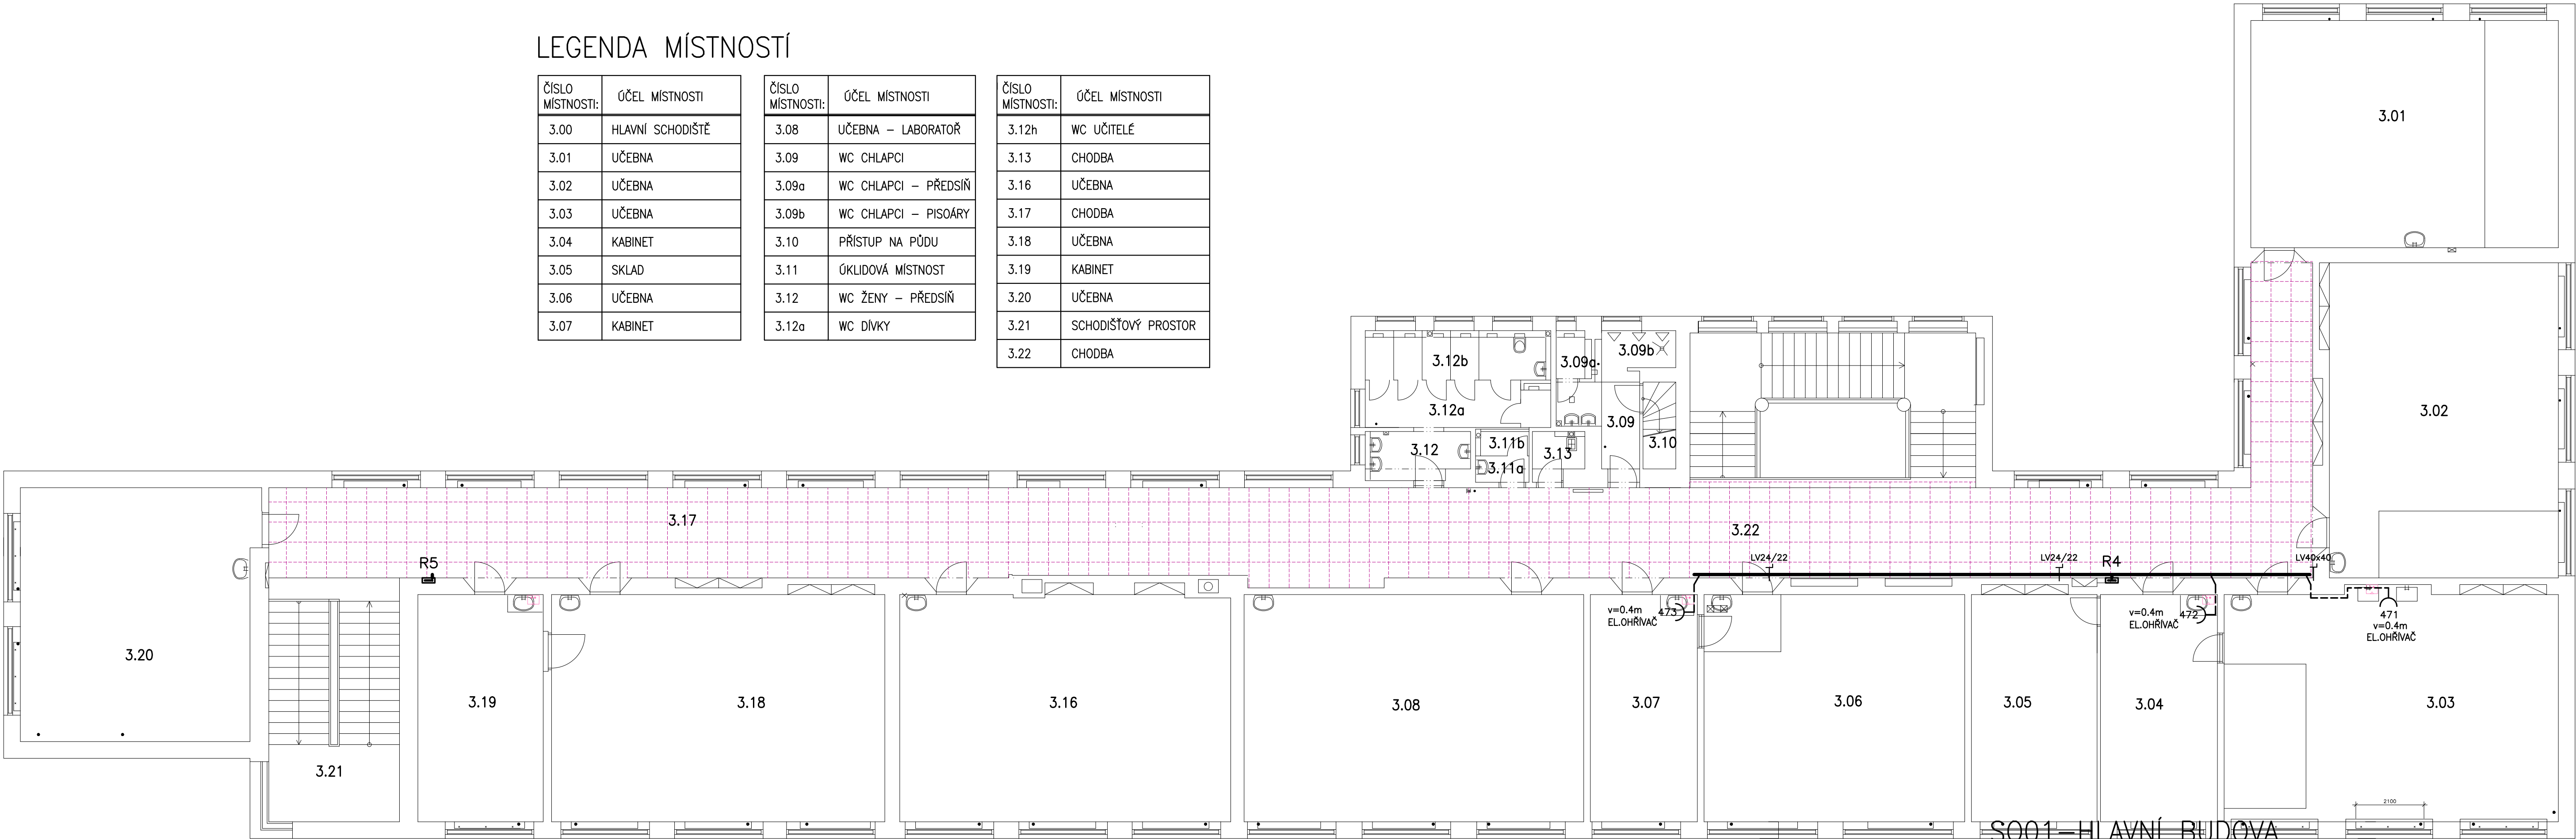 LEGENDA MÍSTNOSTÍ
ČÍSLO MÍSTNOSTI: ÚČEL MÍSTNOSTI
3.00 HLAVNÍ SCHODIŠTĚ
3.01 UČEBNA
3.02 UČEBNA
3.03 UČEBNA
3.04 KABINET
3.05 SKLAD
3.06 UČEBNA
3.07 KABINET
ČÍSLO MÍSTNOSTI: ÚČEL MÍSTNOSTI
3.08 UČEBNA – LABORATOŘ
3.09 WC CHLAPCI
3.09a WC CHLAPCI – PŘEDSÍŇ
3.09b WC CHLAPCI – PISOÁRY
3.10 PŘÍSTUP NA PŮDU
3.11 ÚKLIDOVÁ MÍSTNOST
3.12 WC ŽENY – PŘEDSÍŇ
3.12a WC DÍVKY
ČÍSLO MÍSTNOSTI: ÚČEL MÍSTNOSTI
3.12h WC UČITELÉ
3.13 CHODBA
3.16 UČEBNA
3.17 CHODBA
3.18 UČEBNA
3.19 KABINET
3.20 UČEBNA
3.21 SCHODIŠŤOVÝ PROSTOR
3.22 CHODBA
3.01
3.12b
3.09a
3.09b
3.12a
3.02
3.09
3.10
3.12
3.11b
3.13
3.11a
3.17
3.22
R5
LV24/22
LV24/22
R4
LV40x40
v=0.4m
EL.OHŘÍVAČ
473
v=0.4m
EL.OHŘÍVAČ
472
471
v=0.4m
EL.OHŘÍVAČ
3.20
3.19
3.18
3.16
3.08
3.07
3.06
3.05
3.04
3.03
3.21
2100
SO01–HLAVNÍ BUDOVA